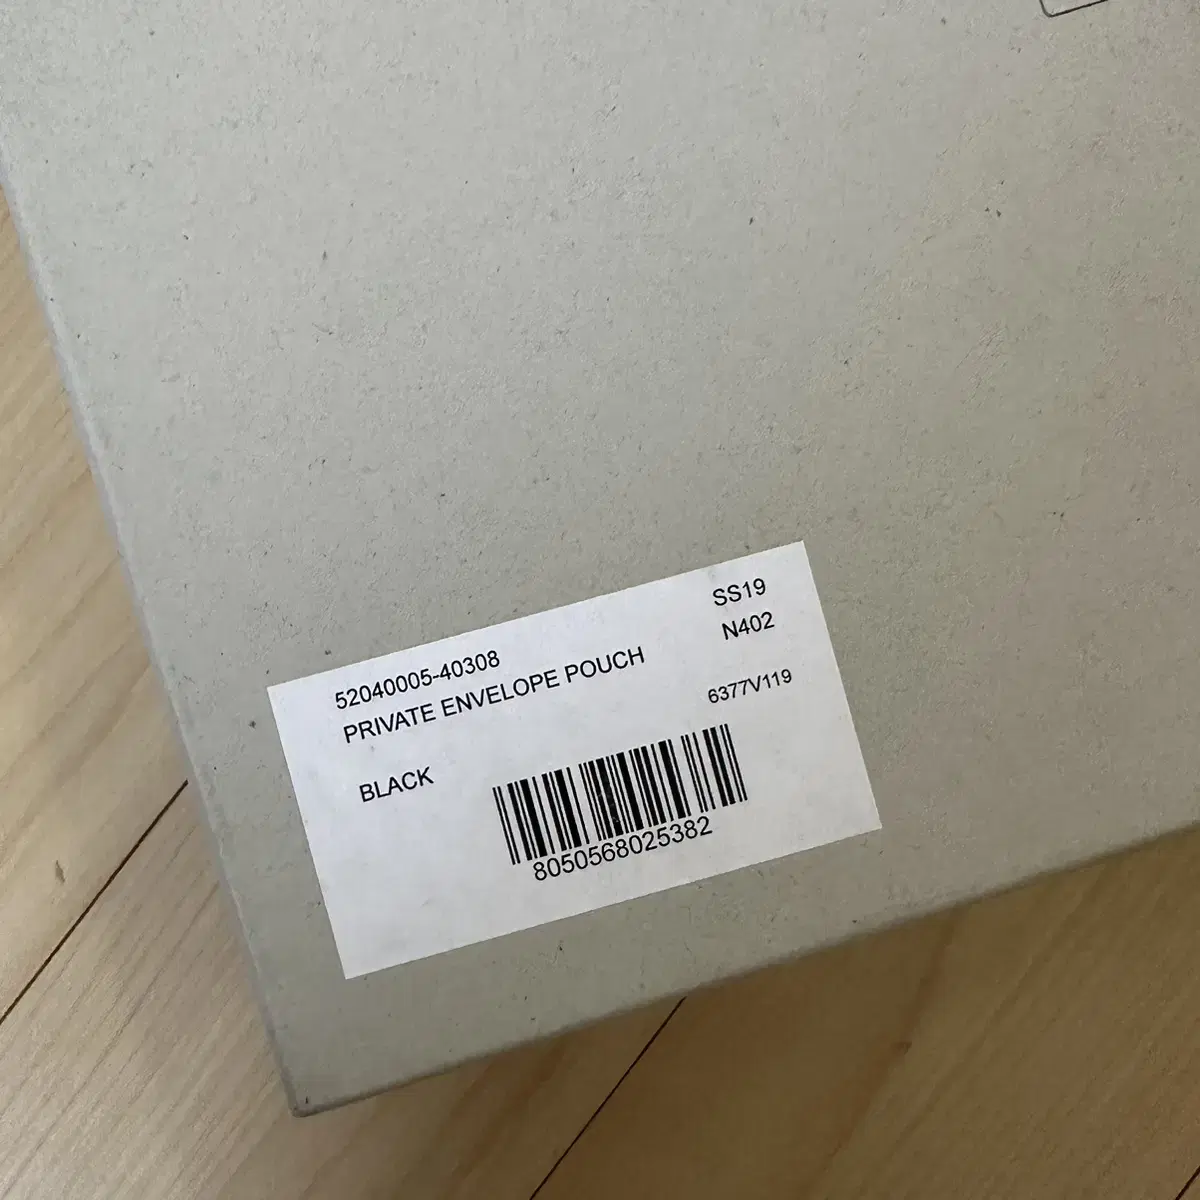 52040005-40308
SS19
PRIVATE ENVELOPE POUCH
N402
6377V119
BLACK
8050568025382